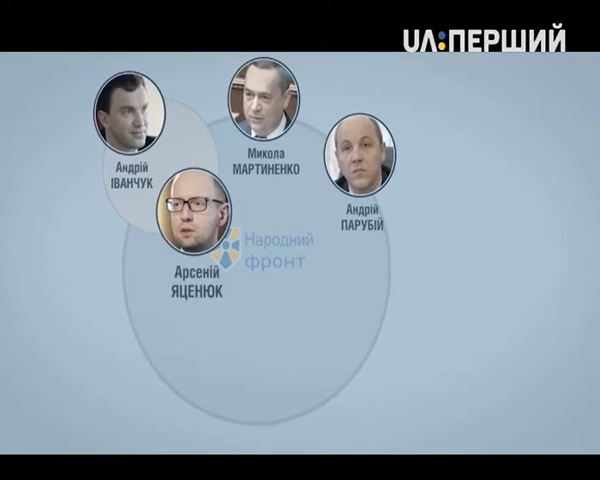 UA:ПЕРШИЙ
Андрій
ІВАНЧУК
Микола
МАРТИНЕНКО
Андрій
ПАРУБІЙ
Арсеній
ЯЦЕНЮК
Народний
фронт